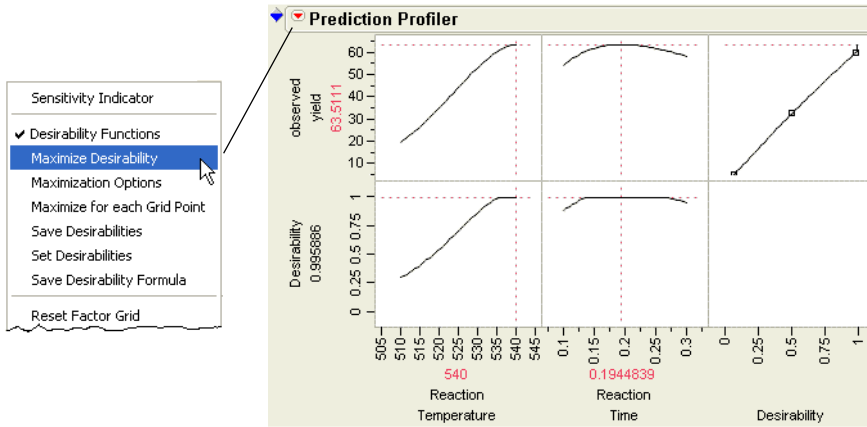 Prediction Profiler
Sensitivity Indicator
Desirability Functions
Maximize Desirability
Maximization Options
Maximize for each Grid Point
Save Desirabilities
Set Desirabilities
Save Desirability Formula
Reset Factor Grid
observed
yield
63.5111
60
50
40
30
20
10
Desirability
0.995886
1
0.75
0.5
0.25
0
505 510 515 520 525 530 535 540 545
0.1 0.15 0.2 0.25 0.3
0 0.25 0.5 0.75 1
540
0.1944839
Reaction
Temperature
Reaction
Time
Desirability